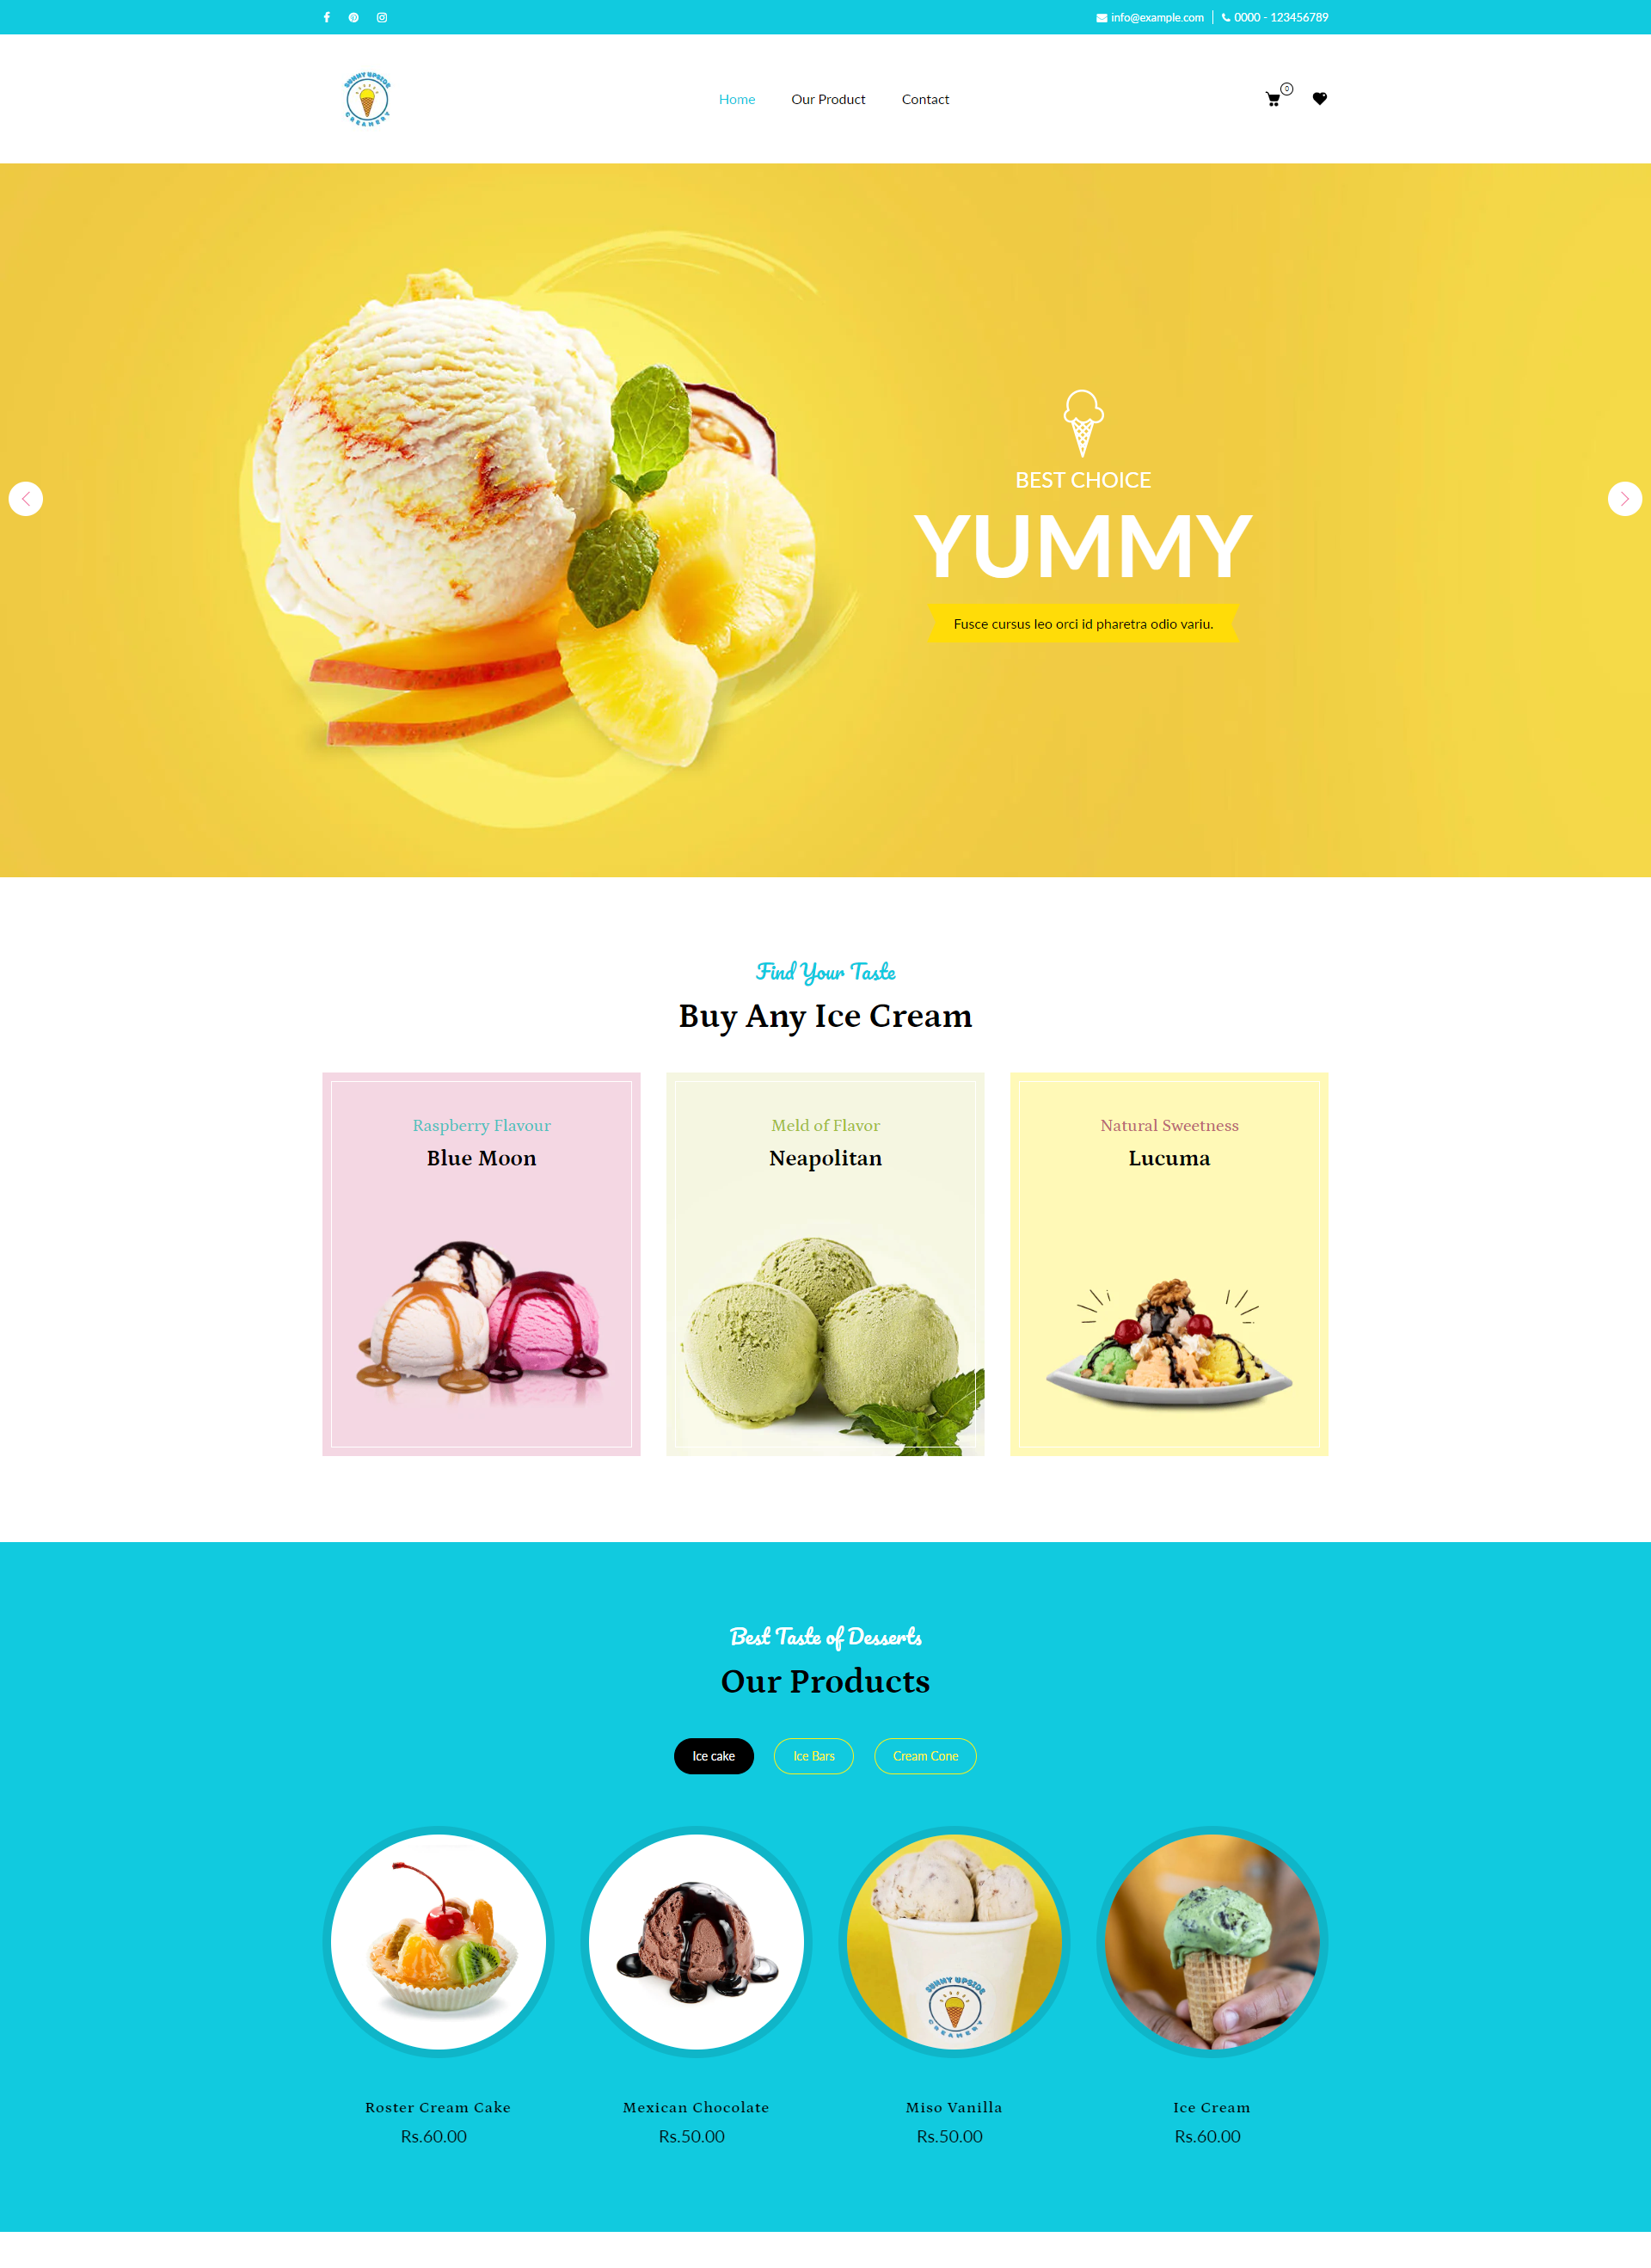 info@example.com
0000 - 123456789
SUNNY UPSIDE
CREAMERY
Home
Our Product
Contact
0
BEST CHOICE
YUMMY
Fusce cursus leo orci id pharetra odio variu.
Find Your Taste
Buy Any Ice Cream
Raspberry Flavour
Blue Moon
Meld of Flavor
Neapolitan
Natural Sweetness
Lucuma
Best Taste of Desserts
Our Products
Ice cake
Ice Bars
Cream Cone
SUNNY UPSIDE
CREAMERY
Roster Cream Cake
Rs.60.00
Mexican Chocolate
Rs.50.00
Miso Vanilla
Rs.50.00
Ice Cream
Rs.60.00